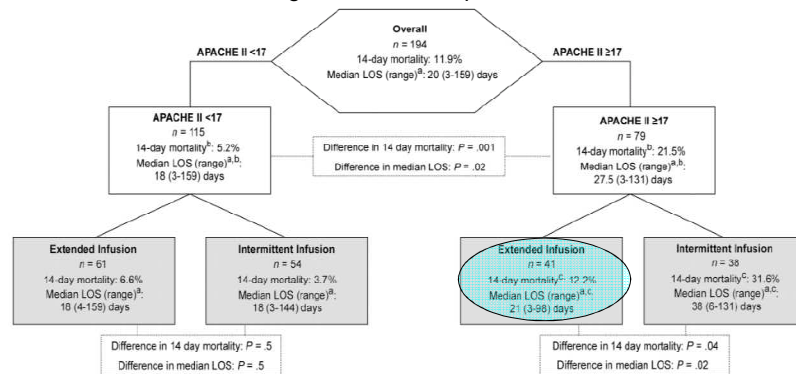 Overall
n = 194
14-day mortality: 11.9%
Median LOS (range)a: 20 (3-159) days
APACHE II <17
APACHE II ≥17
APACHE II <17
n = 115
14-day mortalityb: 5.2%
Median LOS (range)a,b:
18 (3-159) days
Difference in 14 day mortality: P = .001
Difference in median LOS: P = .02
APACHE II ≥17
n = 79
14-day mortalityb: 21.5%
Median LOS (range)a,b:
27.5 (3-131) days
Extended Infusion
n = 61
14-day mortality: 6.6%
Median LOS (range)a:
18 (4-159) days
Intermittent Infusion
n = 54
14-day mortality: 3.7%
Median LOS (range)a:
18 (3-144) days
Difference in 14 day mortality: P = .5
Difference in median LOS: P = .5
Extended Infusion
n = 41
14-day mortalityc: 12.2%
Median LOS (range)a,c:
21 (3-98) days
Intermittent Infusion
n = 38
14-day mortalityc: 31.6%
Median LOS (range)a,c:
38 (6-131) days
Difference in 14 day mortality: P = .04
Difference in median LOS: P = .02